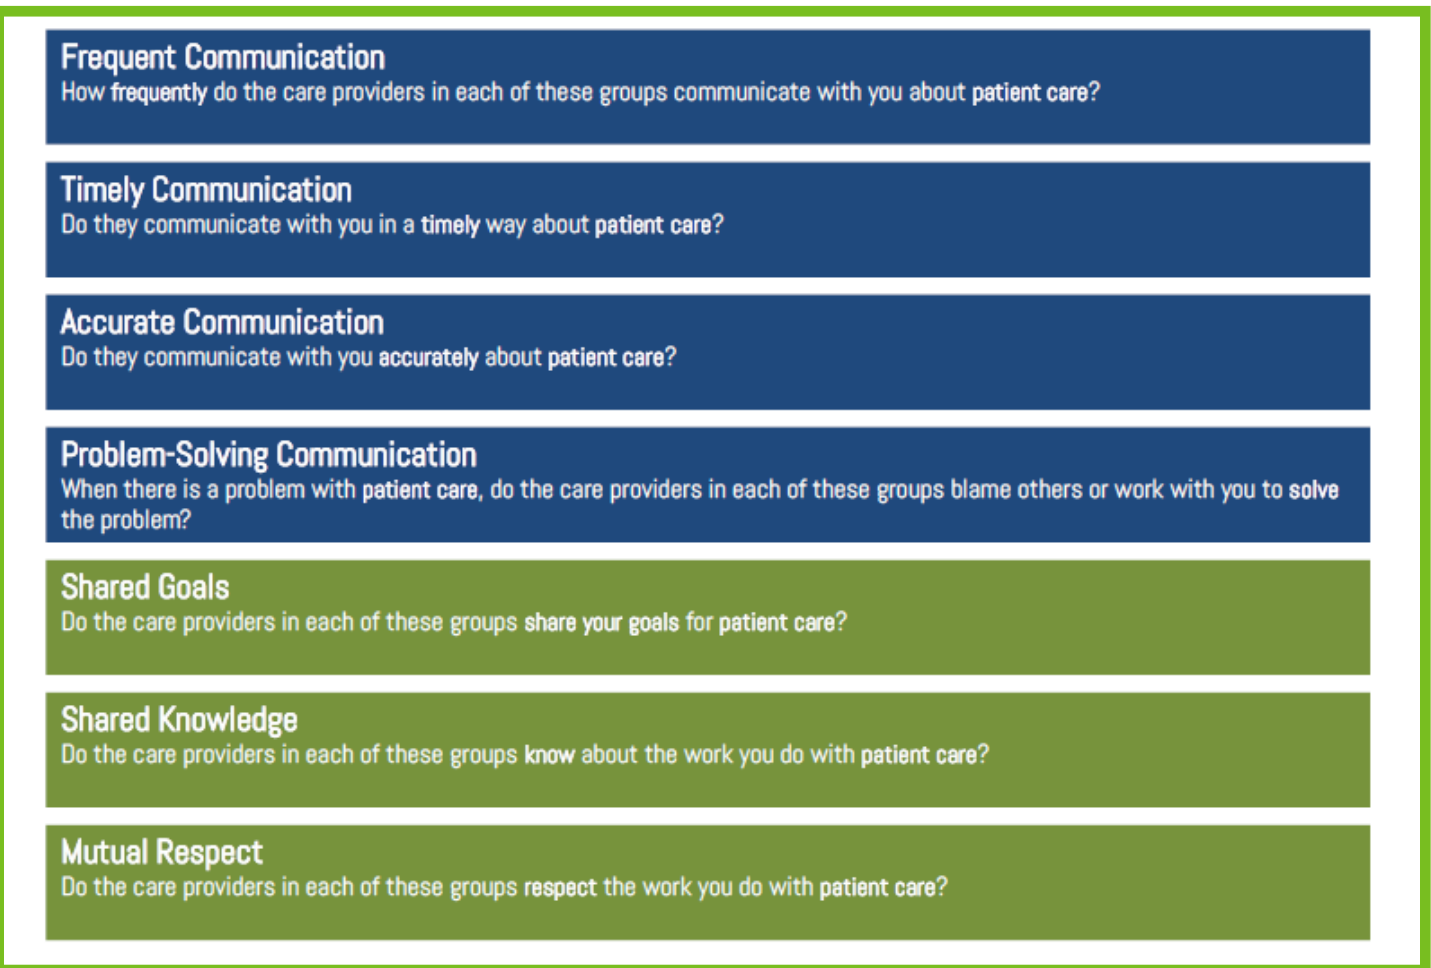 Frequent Communication
How frequently do the care providers in each of these groups communicate with you about patient care?
Timely Communication
Do they communicate with you in a timely way about patient care?
Accurate Communication
Do they communicate with you accurately about patient care?
Problem-Solving Communication
When there is a problem with patient care, do the care providers in each of these groups blame others or work with you to solve
the problem?
Shared Goals
Do the care providers in each of these groups share your goals for patient care?
Shared Knowledge
Do the care providers in each of these groups know about the work you do with patient care?
Mutual Respect
Do the care providers in each of these groups respect the work you do with patient care?